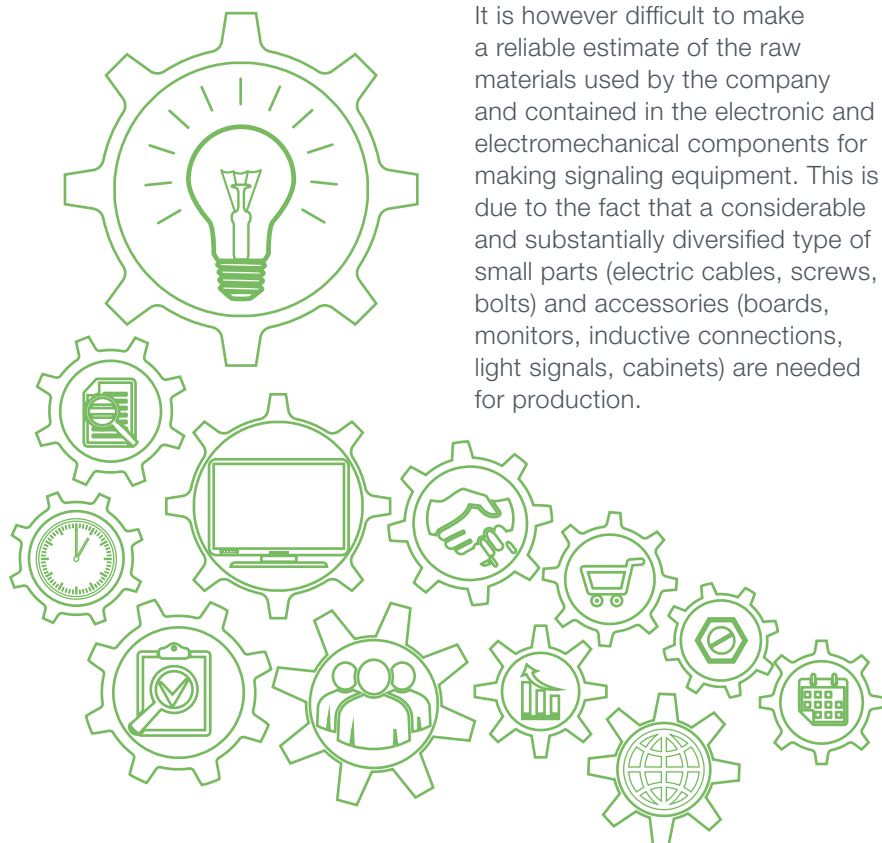 It is however difficult to make
a reliable estimate of the raw
materials used by the company
and contained in the electronic and
electromechanical components for
making signaling equipment. This is
due to the fact that a considerable
and substantially diversified type of
small parts (electric cables, screws,
bolts) and accessories (boards,
monitors, inductive connections,
light signals, cabinets) are needed
for production.